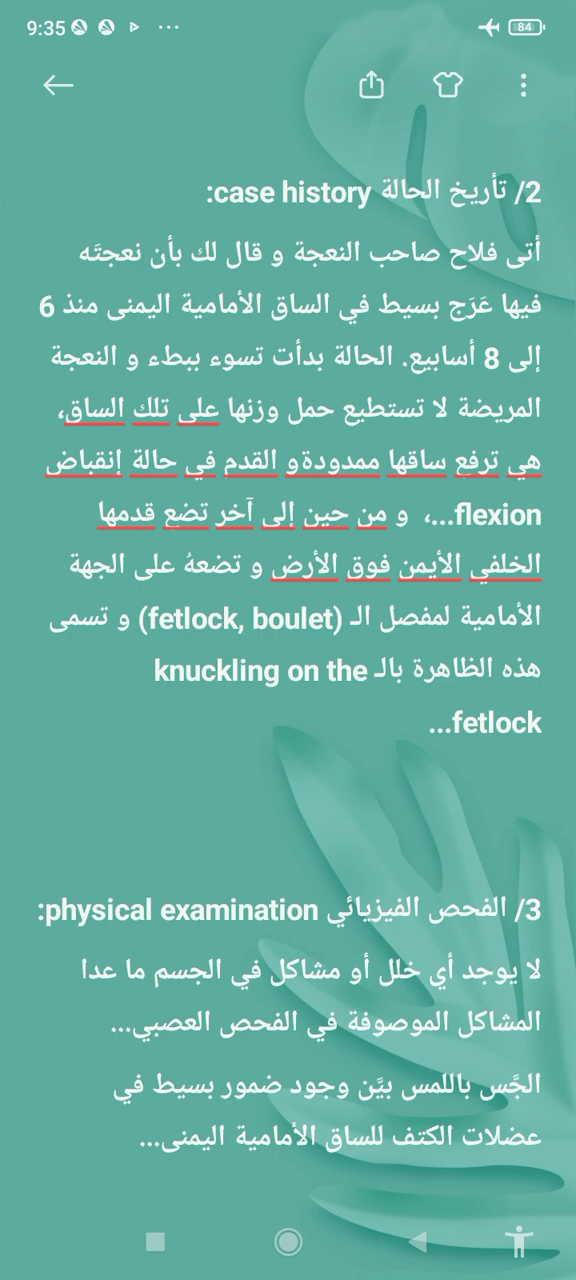 9:35
84
2/ تأريخ الحالة case history:
أتى فلاح صاحب النعجة و قال لك بأن نعجتَه
فيها عَرَج بسيط في الساق الأمامية اليمنى منذ 6
إلى 8 أسابيع. الحالة بدأت تسوء ببطء و النعجة
المريضة لا تستطيع حمل وزنها على تلك الساق،
هي ترفع ساقها ممدودةو القدم في حالة إنقباض
flexion...، و من حين إلى آخر تضع قدمها
الخلفي الأيمن فوق الأرض و تضعهُ على الجهة
الأمامية لمفصل الـ (fetlock, boulet) و تسمى
هذه الظاهرة بالـ knuckling on the
fetlock...
3/ الفحص الفيزيائي physical examination:
لا يوجد أي خلل أو مشاكل في الجسم ما عدا
المشاكل الموصوفة في الفحص العصبي...
الجَّس باللمس بيَّن وجود ضمور بسيط في
عضلات الكتف للساق الأمامية اليمنى...